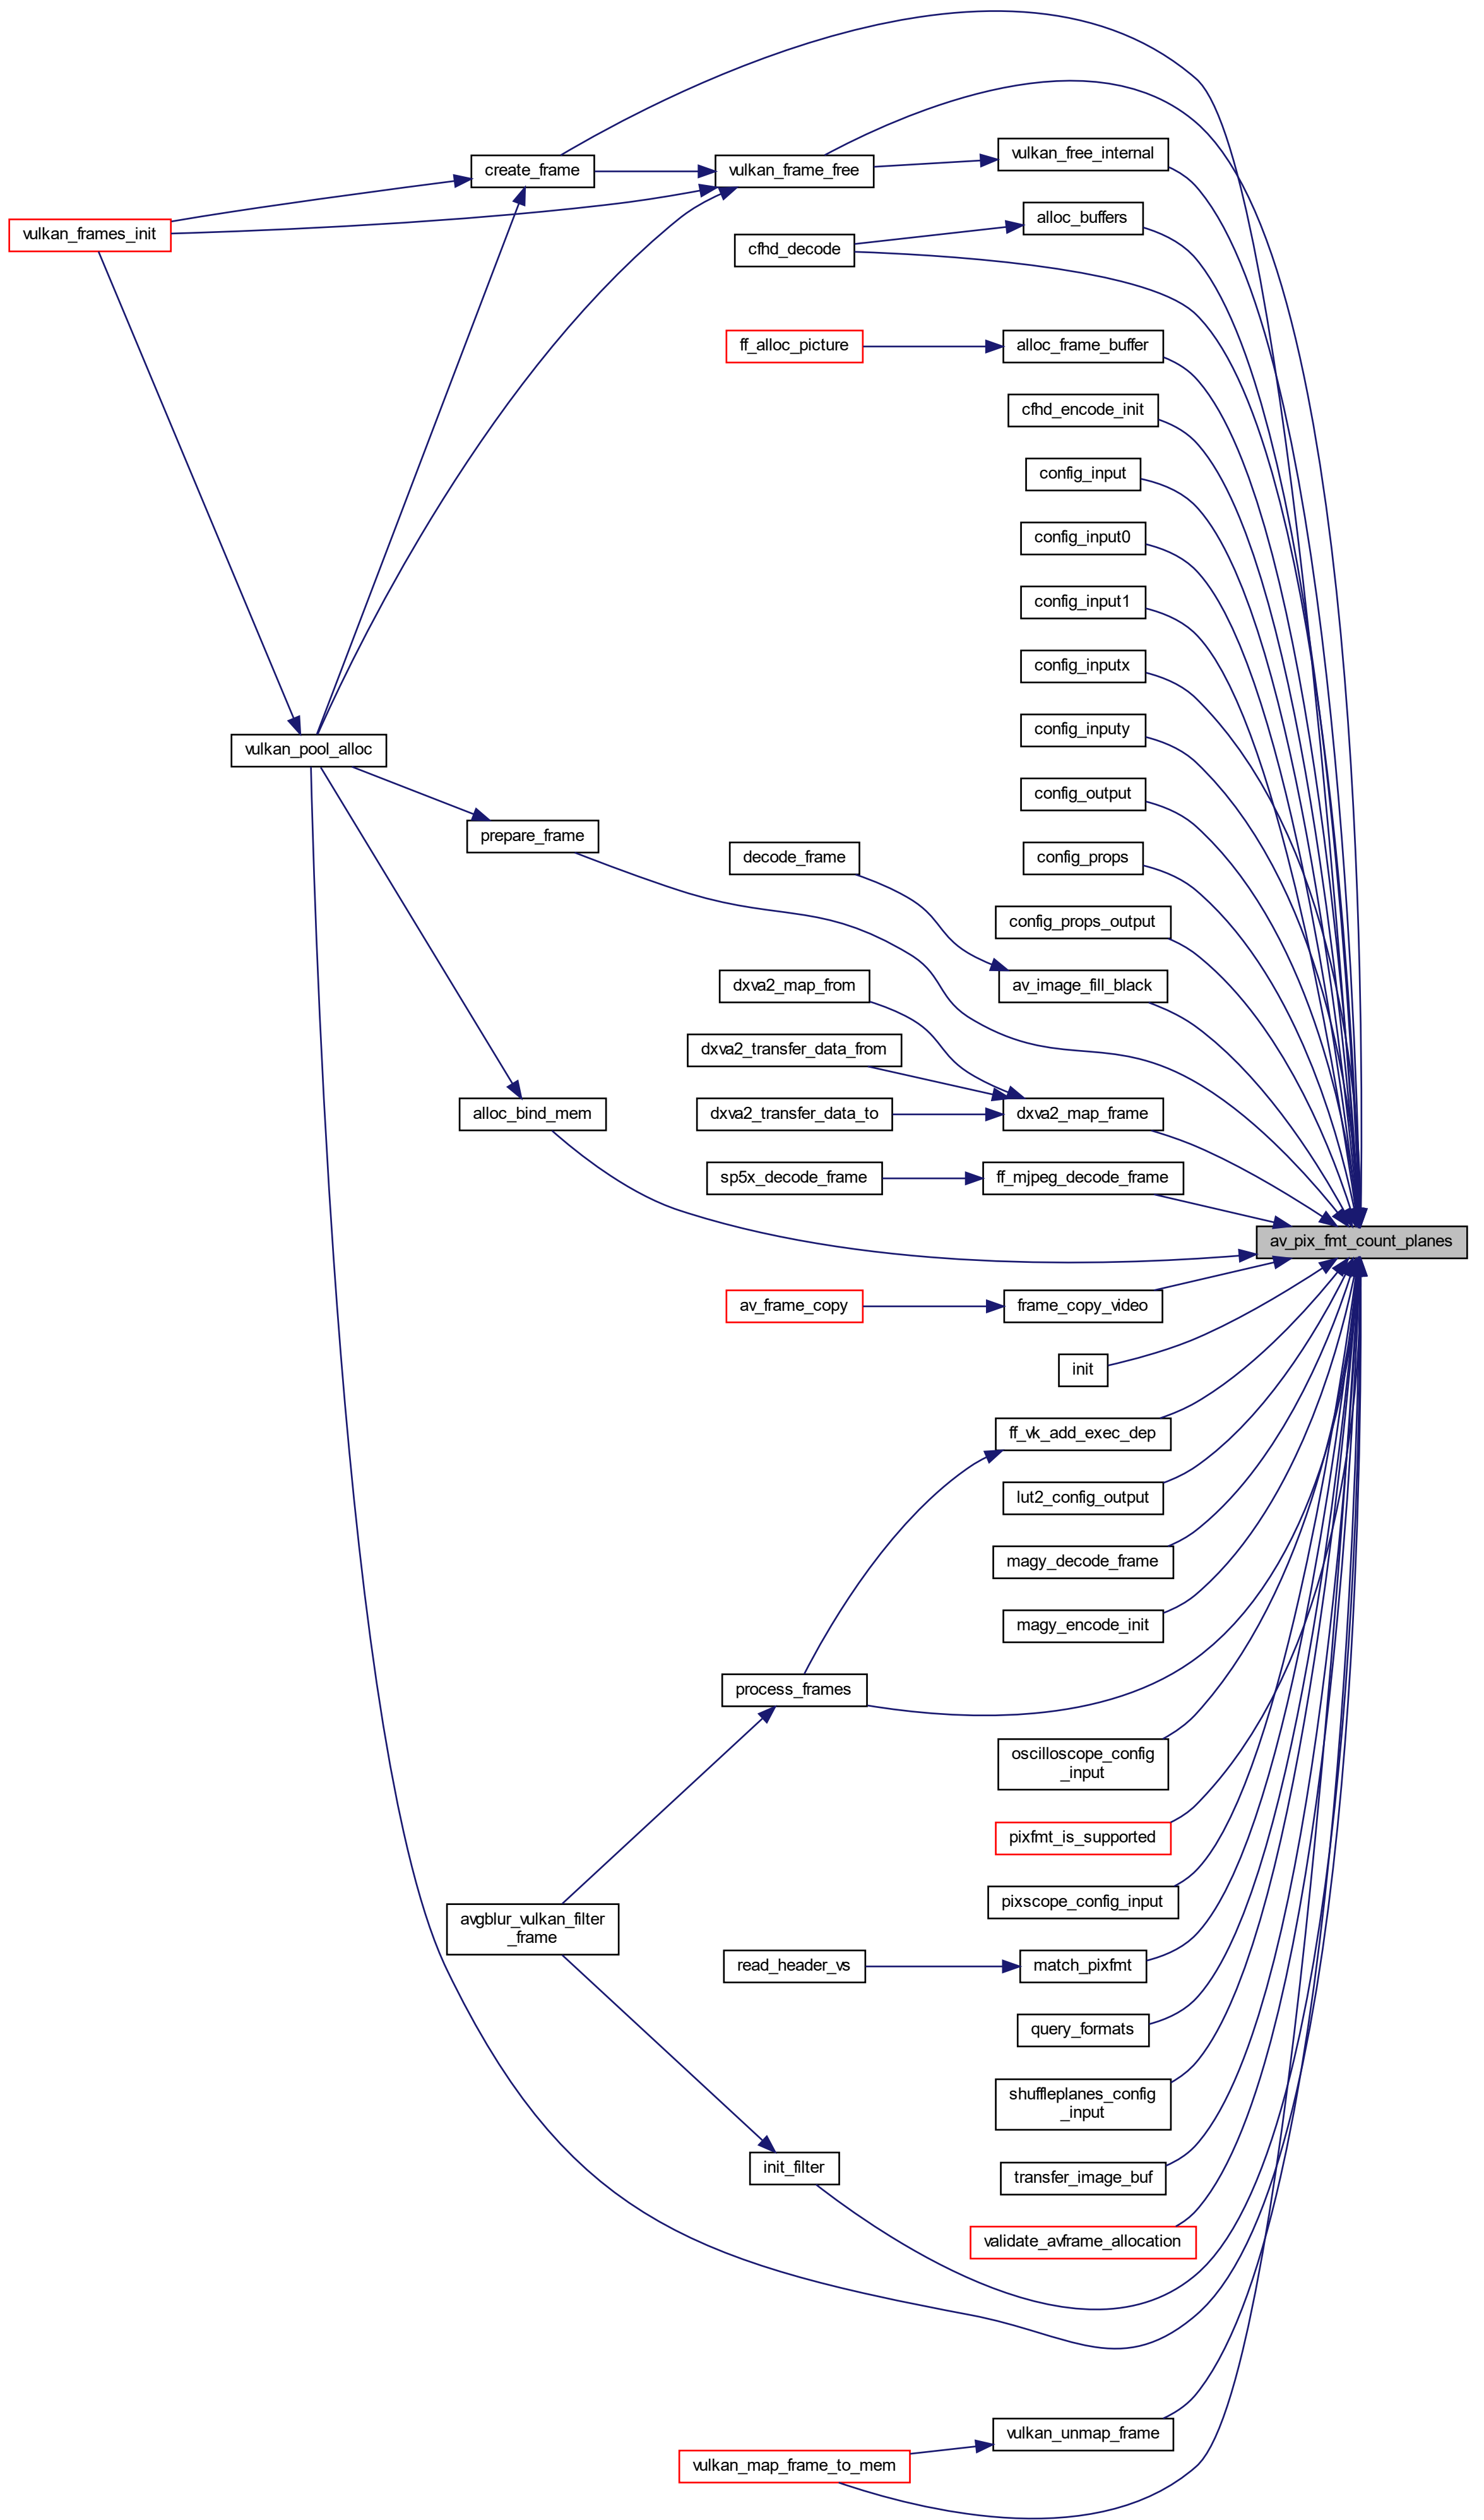 vulkan_free_internal
create_frame
vulkan_frame_free
alloc_buffers
vulkan_frames_init
cfhd_decode
ff_alloc_picture
alloc_frame_buffer
cfhd_encode_init
config_input
config_input0
config_input1
config_inputx
config_inputy
vulkan_pool_alloc
config_output
prepare_frame
decode_frame
config_props
config_props_output
dxva2_map_from
av_image_fill_black
dxva2_transfer_data_from
alloc_bind_mem
dxva2_transfer_data_to
dxva2_map_frame
sp5x_decode_frame
ff_mjpeg_decode_frame
av_pix_fmt_count_planes
av_frame_copy
frame_copy_video
init
ff_vk_add_exec_dep
lut2_config_output
magy_decode_frame
magy_encode_init
process_frames
oscilloscope_config
_input
pixfmt_is_supported
pixscope_config_input
avgblur_vulkan_filter
_frame
read_header_vs
match_pixfmt
query_formats
shuffleplanes_config
_input
init_filter
transfer_image_buf
validate_avframe_allocation
vulkan_unmap_frame
vulkan_map_frame_to_mem